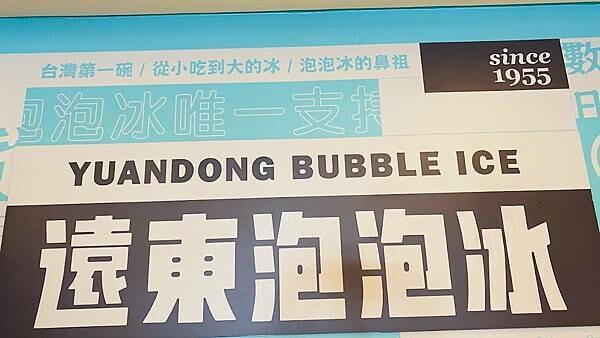 台灣第一碗 / 從小吃到大的冰 / 泡泡冰的鼻祖
since
1955
數
泡泡冰唯一支持
YUANDONG BUBBLE ICE
遠東泡泡冰